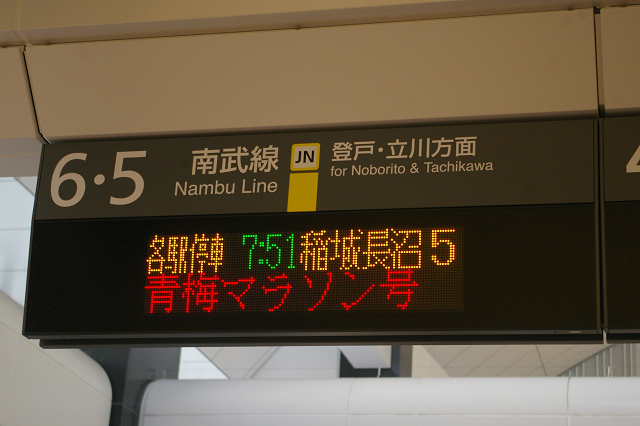 6・5 南武線 JN 登戸・立川方面
Nambu Line for Noborito & Tachikawa
各駅停車 7:51 稲城長沼 5
青梅マラソン号